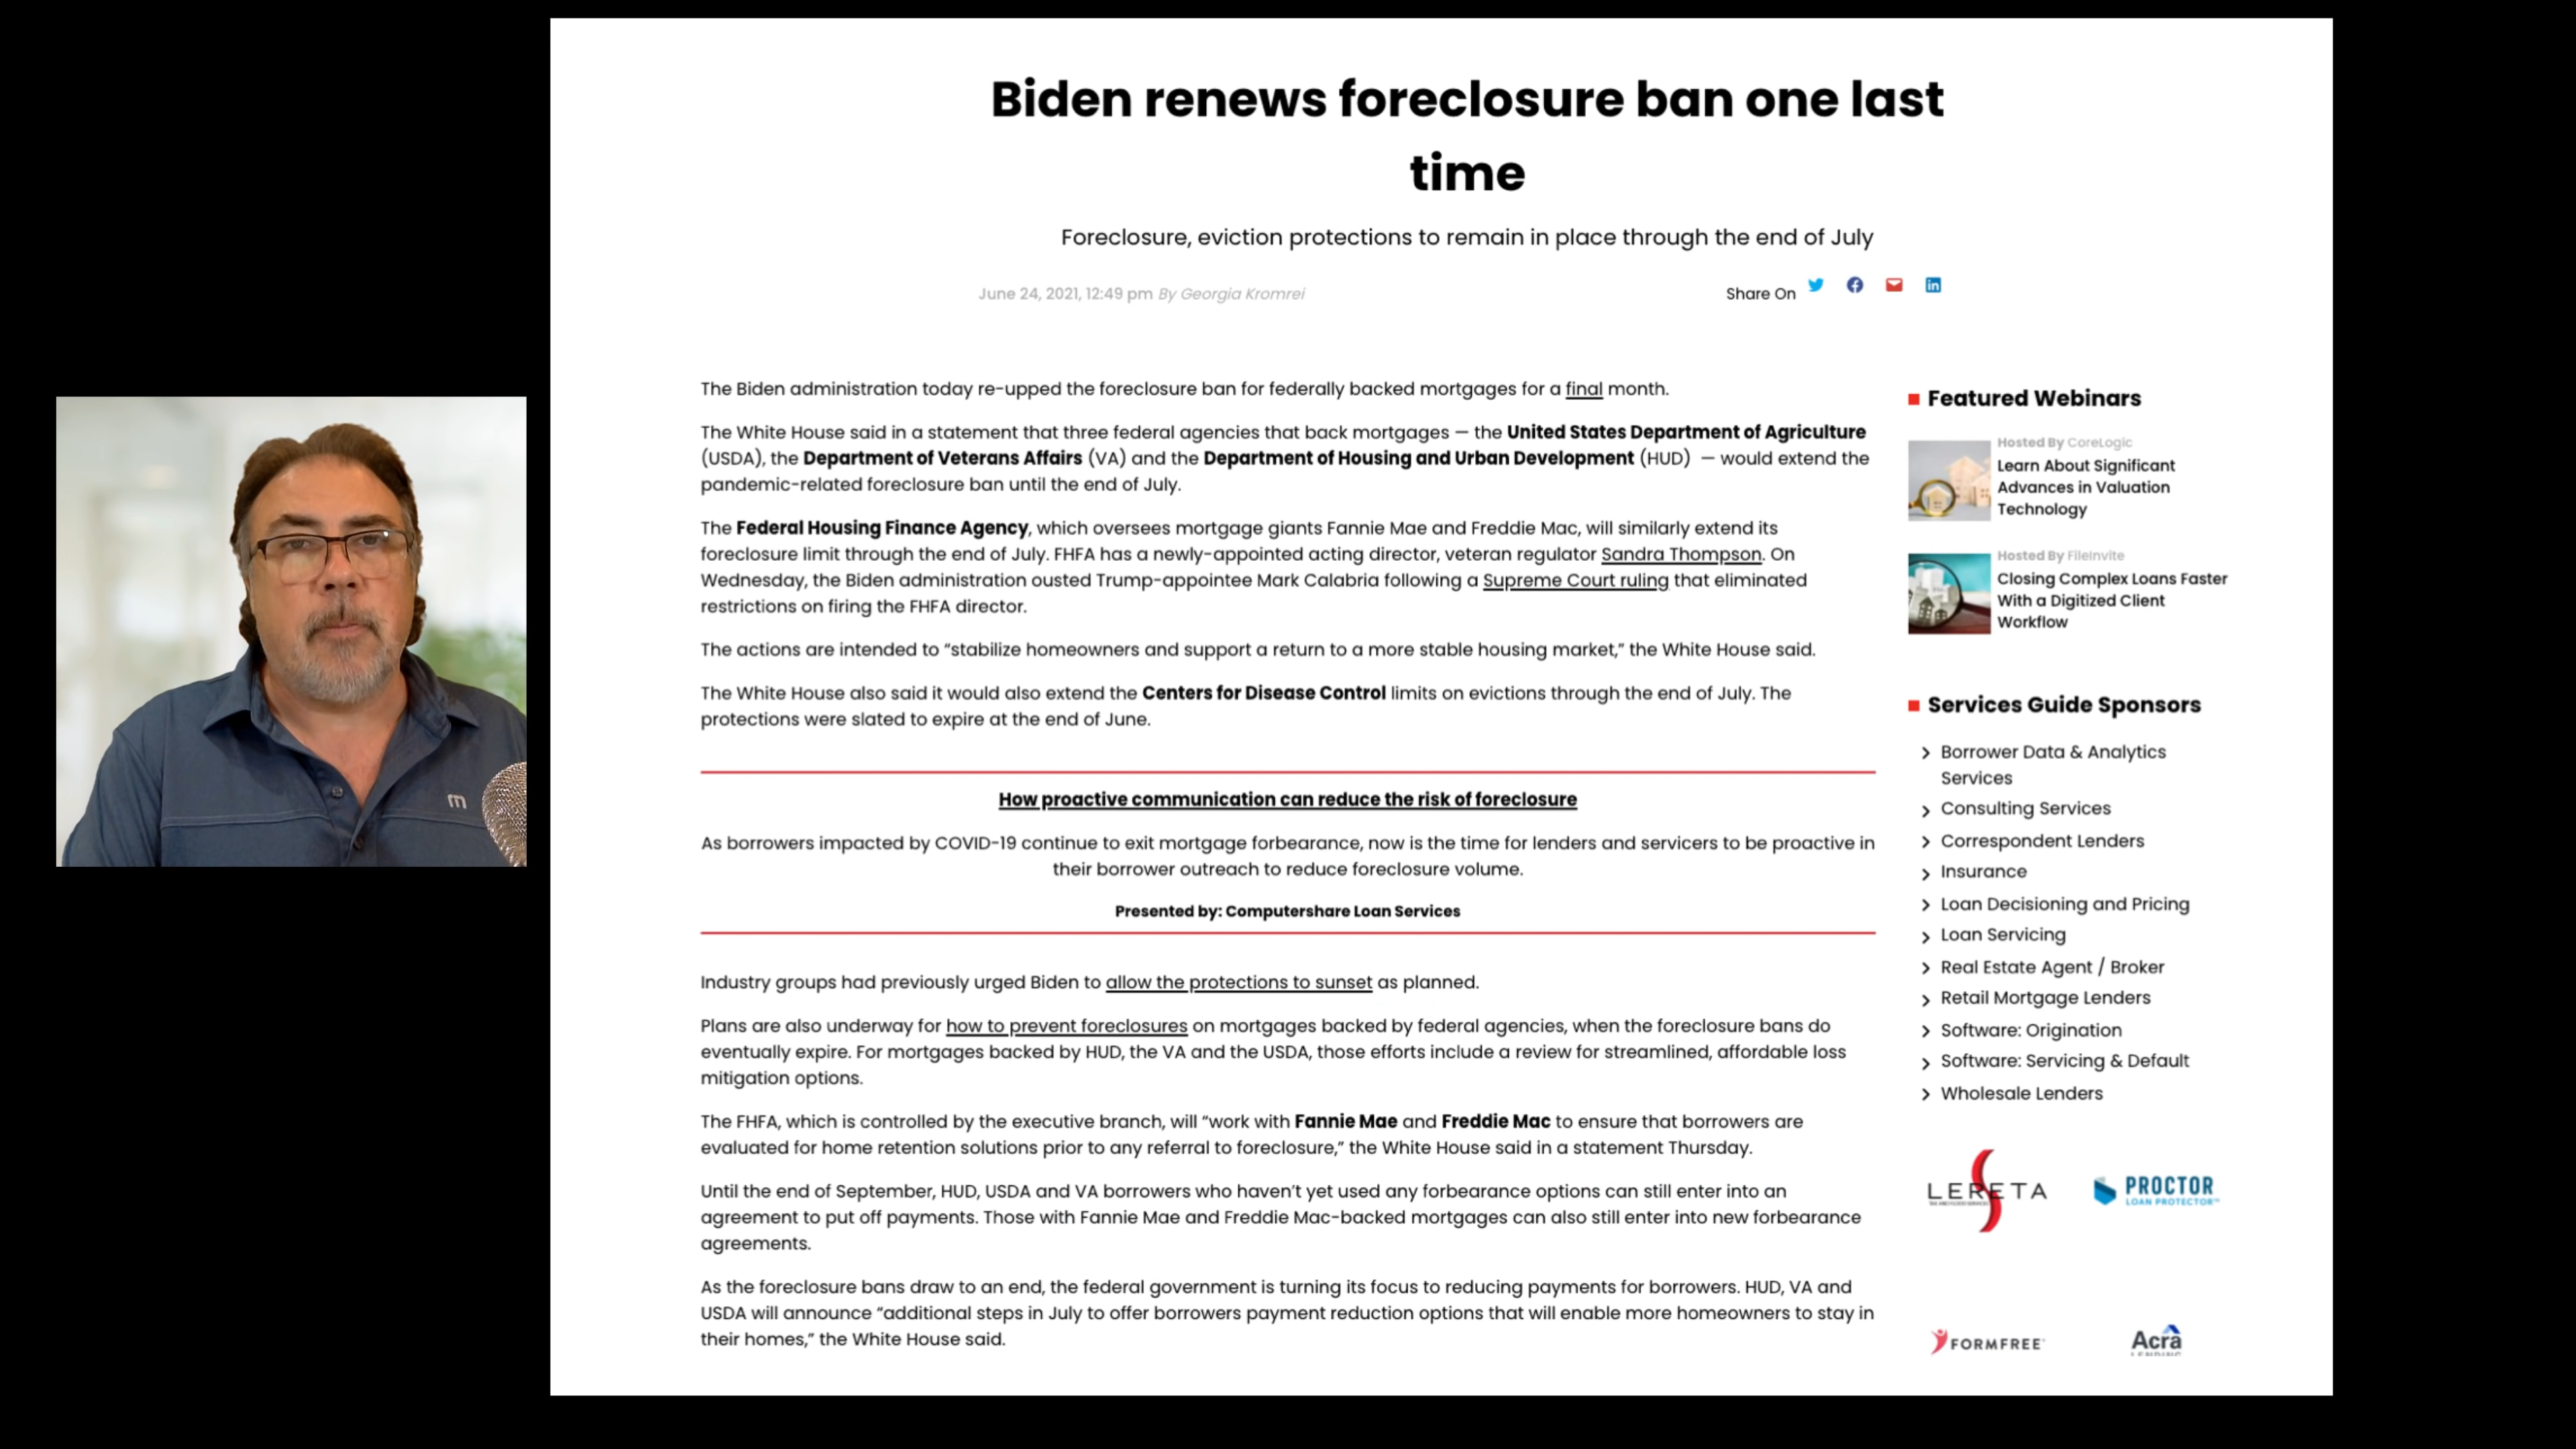 Biden renews foreclosure ban one last
time
Foreclosure, eviction protections to remain in place through the end of July
June 24, 2021, 12:49 pm By Georgia Kromrei
Share On
The Biden administration today re-upped the foreclosure ban for federally backed mortgages for a final month.
The White House said in a statement that three federal agencies that back mortgages — the United States Department of Agriculture
(USDA), the Department of Veterans Affairs (VA) and the Department of Housing and Urban Development (HUD) — would extend the
pandemic-related foreclosure ban until the end of July.
The Federal Housing Finance Agency, which oversees mortgage giants Fannie Mae and Freddie Mac, will similarly extend its
foreclosure limit through the end of July. FHFA has a newly-appointed acting director, veteran regulator Sandra Thompson. On
Wednesday, the Biden administration ousted Trump-appointee Mark Calabria following a Supreme Court ruling that eliminated
restrictions on firing the FHFA director.
The actions are intended to “stabilize homeowners and support a return to a more stable housing market,” the White House said.
The White House also said it would also extend the Centers for Disease Control limits on evictions through the end of July. The
protections were slated to expire at the end of June.
How proactive communication can reduce the risk of foreclosure
As borrowers impacted by COVID-19 continue to exit mortgage forbearance, now is the time for lenders and servicers to be proactive in
their borrower outreach to reduce foreclosure volume.
Presented by: Computershare Loan Services
Industry groups had previously urged Biden to allow the protections to sunset as planned.
Plans are also underway for how to prevent foreclosures on mortgages backed by federal agencies, when the foreclosure bans do
eventually expire. For mortgages backed by HUD, the VA and the USDA, those efforts include a review for streamlined, affordable loss
mitigation options.
The FHFA, which is controlled by the executive branch, will “work with Fannie Mae and Freddie Mac to ensure that borrowers are
evaluated for home retention solutions prior to any referral to foreclosure,” the White House said in a statement Thursday.
Until the end of September, HUD, USDA and VA borrowers who haven’t yet used any forbearance options can still enter into an
agreement to put off payments. Those with Fannie Mae and Freddie Mac-backed mortgages can also still enter into new forbearance
agreements.
As the foreclosure bans draw to an end, the federal government is turning its focus to reducing payments for borrowers. HUD, VA and
USDA will announce “additional steps in July to offer borrowers payment reduction options that will enable more homeowners to stay in
their homes,” the White House said.
Featured Webinars
Hosted By CoreLogic
Learn About Significant
Advances in Valuation
Technology
Hosted By FileInvite
Closing Complex Loans Faster
With a Digitized Client
Workflow
Services Guide Sponsors
Borrower Data & Analytics
Services
Consulting Services
Correspondent Lenders
Insurance
Loan Decisioning and Pricing
Loan Servicing
Real Estate Agent / Broker
Retail Mortgage Lenders
Software: Origination
Software: Servicing & Default
Wholesale Lenders
LERETA
PROCTOR
LOAN PROTECTOR
FORMFREE
Acra
LENDING
m